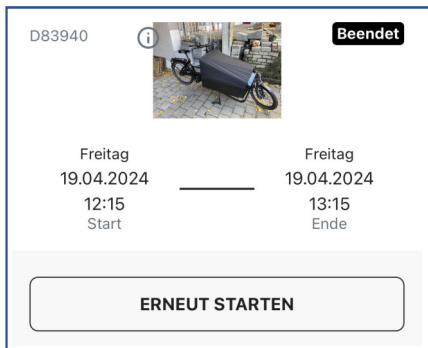 D83940
Beendet
Freitag
19.04.2024
12:15
Start
Freitag
19.04.2024
13:15
Ende
ERNEUT STARTEN